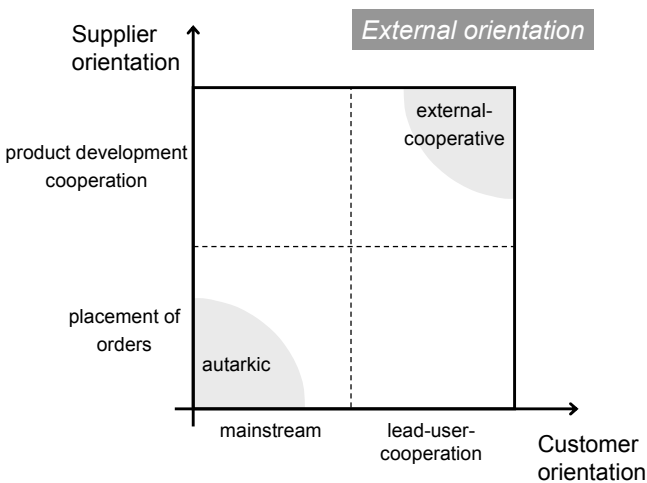 External orientation
Supplier
orientation
external-
cooperative
product development
cooperation
placement of
orders
autarkic
mainstream
lead-user-
cooperation
Customer
orientation